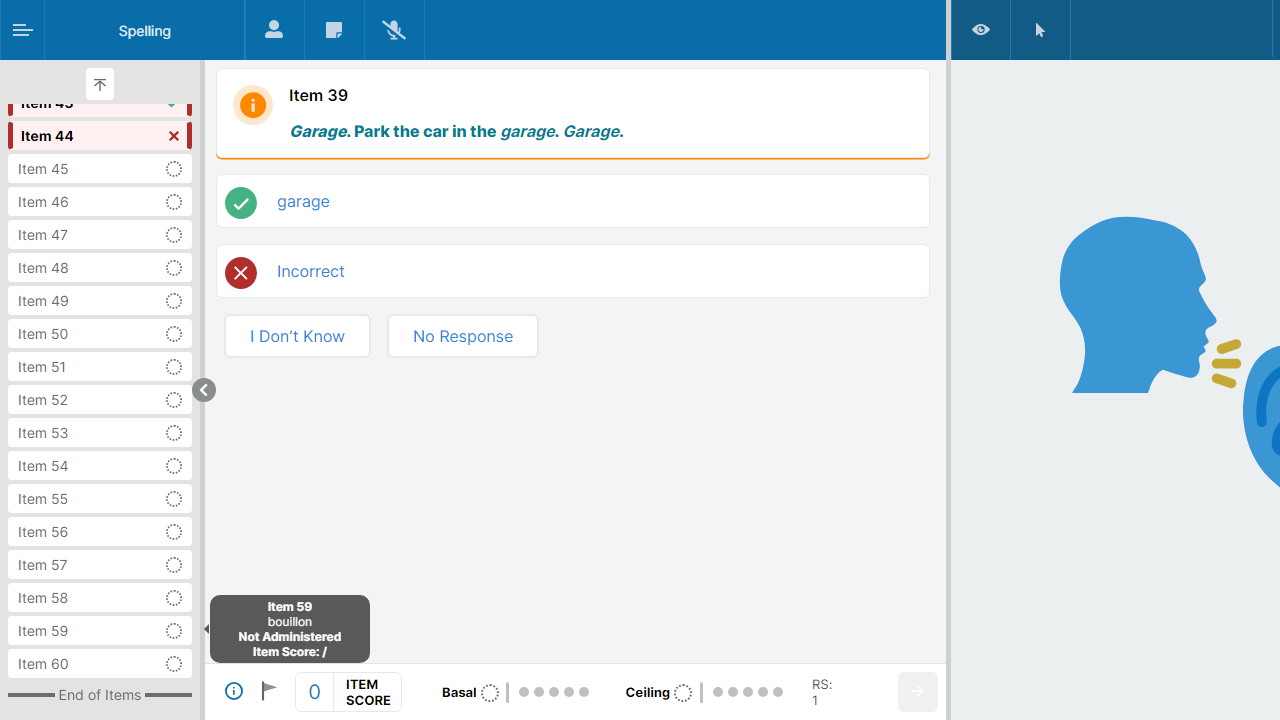 Spelling
Item 43
Item 44
Item 45
Item 46
Item 47
Item 48
Item 49
Item 50
Item 51
Item 52
Item 53
Item 54
Item 55
Item 56
Item 57
Item 58
Item 59
Item 60
End of Items
Item 39
Garage. Park the car in the garage. Garage.
garage
Incorrect
I Don’t Know
No Response
Item 59
bouillon
Not Administered
Item Score: /
0
ITEM
SCORE
Basal
Ceiling
RS:
1